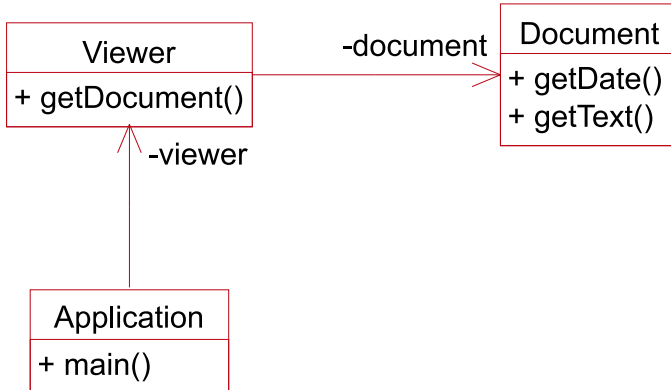 Viewer
+ getDocument()
-document
Document
+ getDate()
+ getText()
-viewer
Application
+ main()